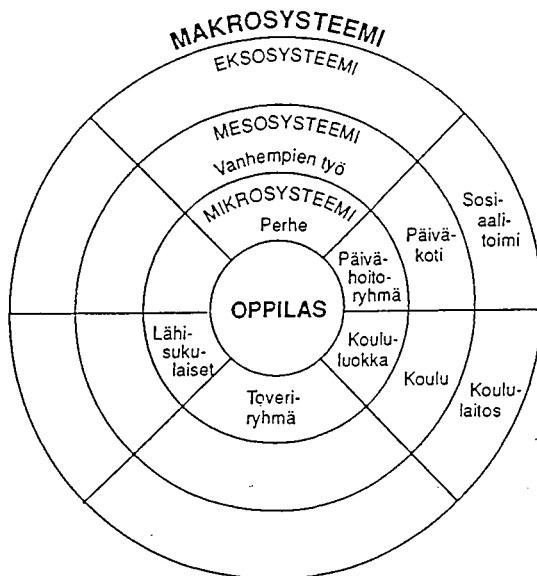 MAKROSYSTEEMI
EKSOSYSTEEMI
MESOSYSTEEMI
Vanhempien työ
MIKROSYSTEEMI
Perhe
Sosi-
aali-
toimi
Päivä-
koti
Päivä-
hoito-
ryhmä
OPPILAS
Lähi-
suku-
laiset
Koulu-
luokka
Koulu
Koulu-
laitos
Toveri-
ryhmä